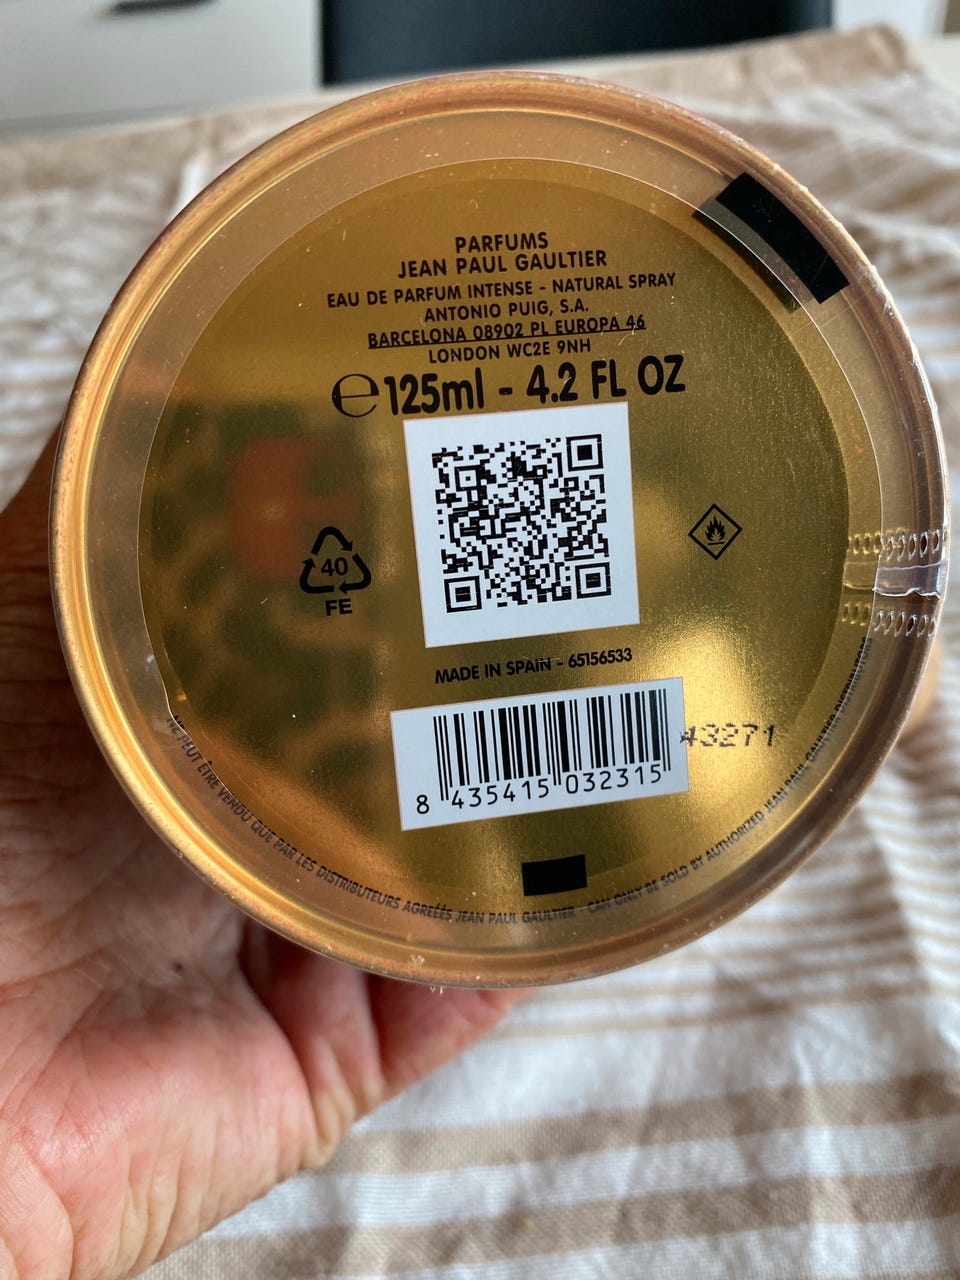 PARFUMS
JEAN PAUL GAULTIER
EAU DE PARFUM INTENSE - NATURAL SPRAY
ANTONIO PUIG, S.A.
BARCELONA 08902 PL EUROPA 46
LONDON WC2E 9NH
℮125ml - 4.2 FL OZ
40
FE
MADE IN SPAIN - 65156533
43271
8 435415 032315
NE PEUT ÊTRE VENDU QUE PAR LES DISTRIBUTEURS AGREÉÉS JEAN PAUL GAULTIER - CAN ONLY BE SOLD BY AUTHORIZED JEAN PAUL GAULTIER DISTRIBUTORS